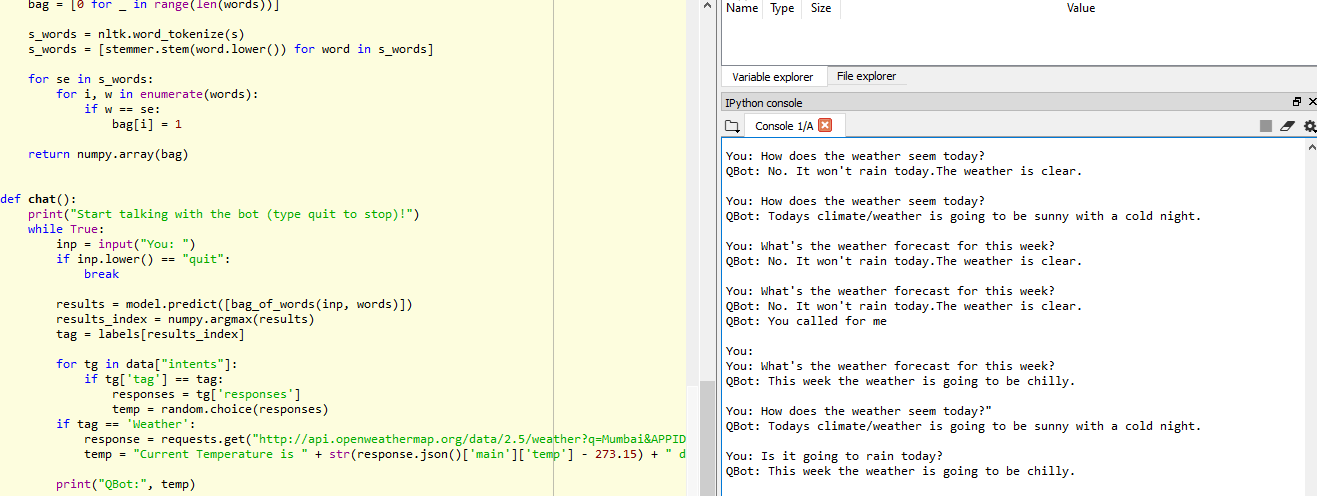 bag = [0 for _ in range(len(words))]
s_words = nltk.word_tokenize(s)
s_words = [stemmer.stem(word.lower()) for word in s_words]
for se in s_words:
for i, w in enumerate(words):
if w == se:
bag[i] = 1
return numpy.array(bag)
def chat():
print("Start talking with the bot (type quit to stop)!")
while True:
inp = input("You: ")
if inp.lower() == "quit":
break
results = model.predict([bag_of_words(inp, words)])
results_index = numpy.argmax(results)
tag = labels[results_index]
for tg in data["intents"]:
if tg['tag'] == tag:
responses = tg['responses']
temp = random.choice(responses)
if tag == 'Weather':
response = requests.get("http://api.openweathermap.org/data/2.5/weather?q=Mumbai&APPID
temp = "Current Temperature is " + str(response.json()['main']['temp'] - 273.15) + " d
print("QBot:", temp)
Name Type Size Value
Variable explorer File explorer
IPython console
Console 1/A
You: How does the weather seem today?
QBot: No. It won't rain today.The weather is clear.
You: How does the weather seem today?
QBot: Todays climate/weather is going to be sunny with a cold night.
You: What's the weather forecast for this week?
QBot: No. It won't rain today.The weather is clear.
You: What's the weather forecast for this week?
QBot: No. It won't rain today.The weather is clear.
QBot: You called for me
You:
You: What's the weather forecast for this week?
QBot: This week the weather is going to be chilly.
You: How does the weather seem today?"
QBot: Todays climate/weather is going to be sunny with a cold night.
You: Is it going to rain today?
QBot: This week the weather is going to be chilly.